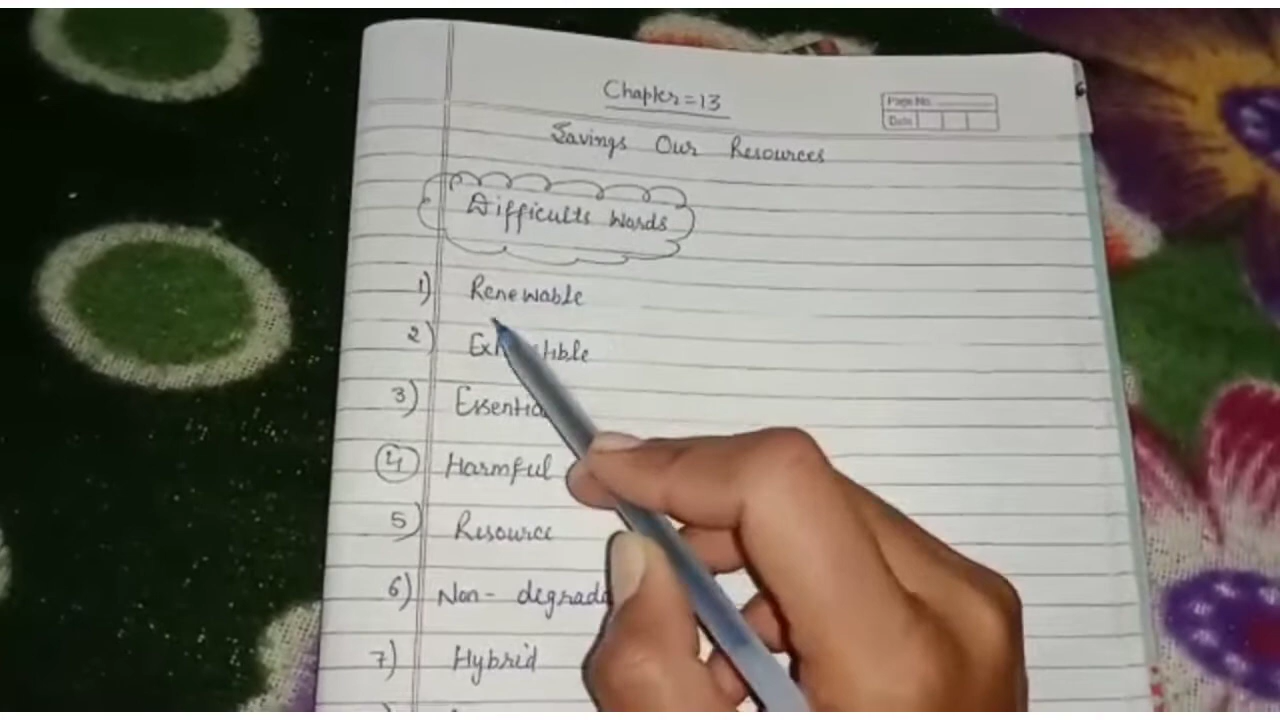 Chapter = 13
Page No.
Date
Savings Our Resources
Difficults Words
1) Renewable
2)
3)
4) Harmful
5) Resource
6) Non-
7) Hybrid